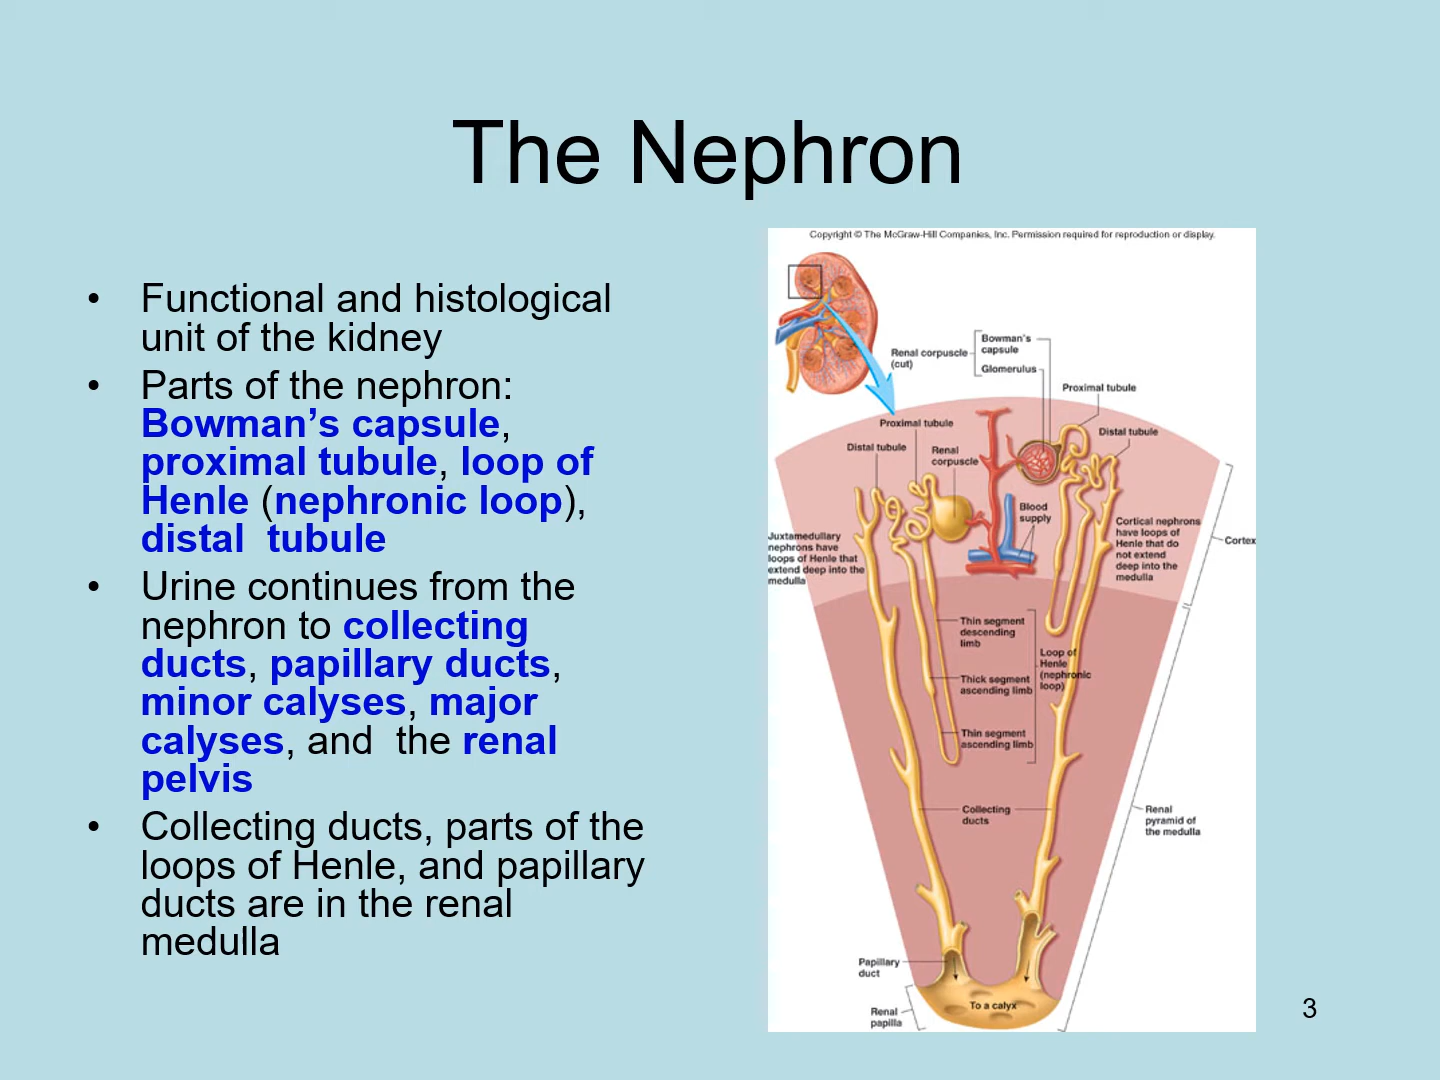 The Nephron
• Functional and histological
unit of the kidney
• Parts of the nephron:
Bowman’s capsule,
proximal tubule, loop of
Henle (nephronic loop),
distal  tubule
• Urine continues from the
nephron to collecting
ducts, papillary ducts,
minor calyses, major
calyses, and  the renal
pelvis
• Collecting ducts, parts of the
loops of Henle, and papillary
ducts are in the renal
medulla
Copyright © The McGraw-Hill Companies, Inc. Permission required for reproduction or display.
Renal corpuscle
(cut)
Bowman's
capsule
Glomerulus
Proximal tubule
Proximal tubule
Distal tubule
Distal tubule
Renal
corpuscle
Blood
supply
Juxtamedullary
nephrons have
loops of Henle that
extend deep into the
medulla
Cortical nephrons
have loops of
Henle that do
not extend
deep into the
medulla
Cortex
Thin segment
descending
limb
Loop of
Henle
(nephronic
loop)
Thick segment
ascending limb
Thin segment
ascending limb
Collecting
ducts
Renal
pyramid of
the medulla
Papillary
duct
To a calyx
Renal
papilla
3